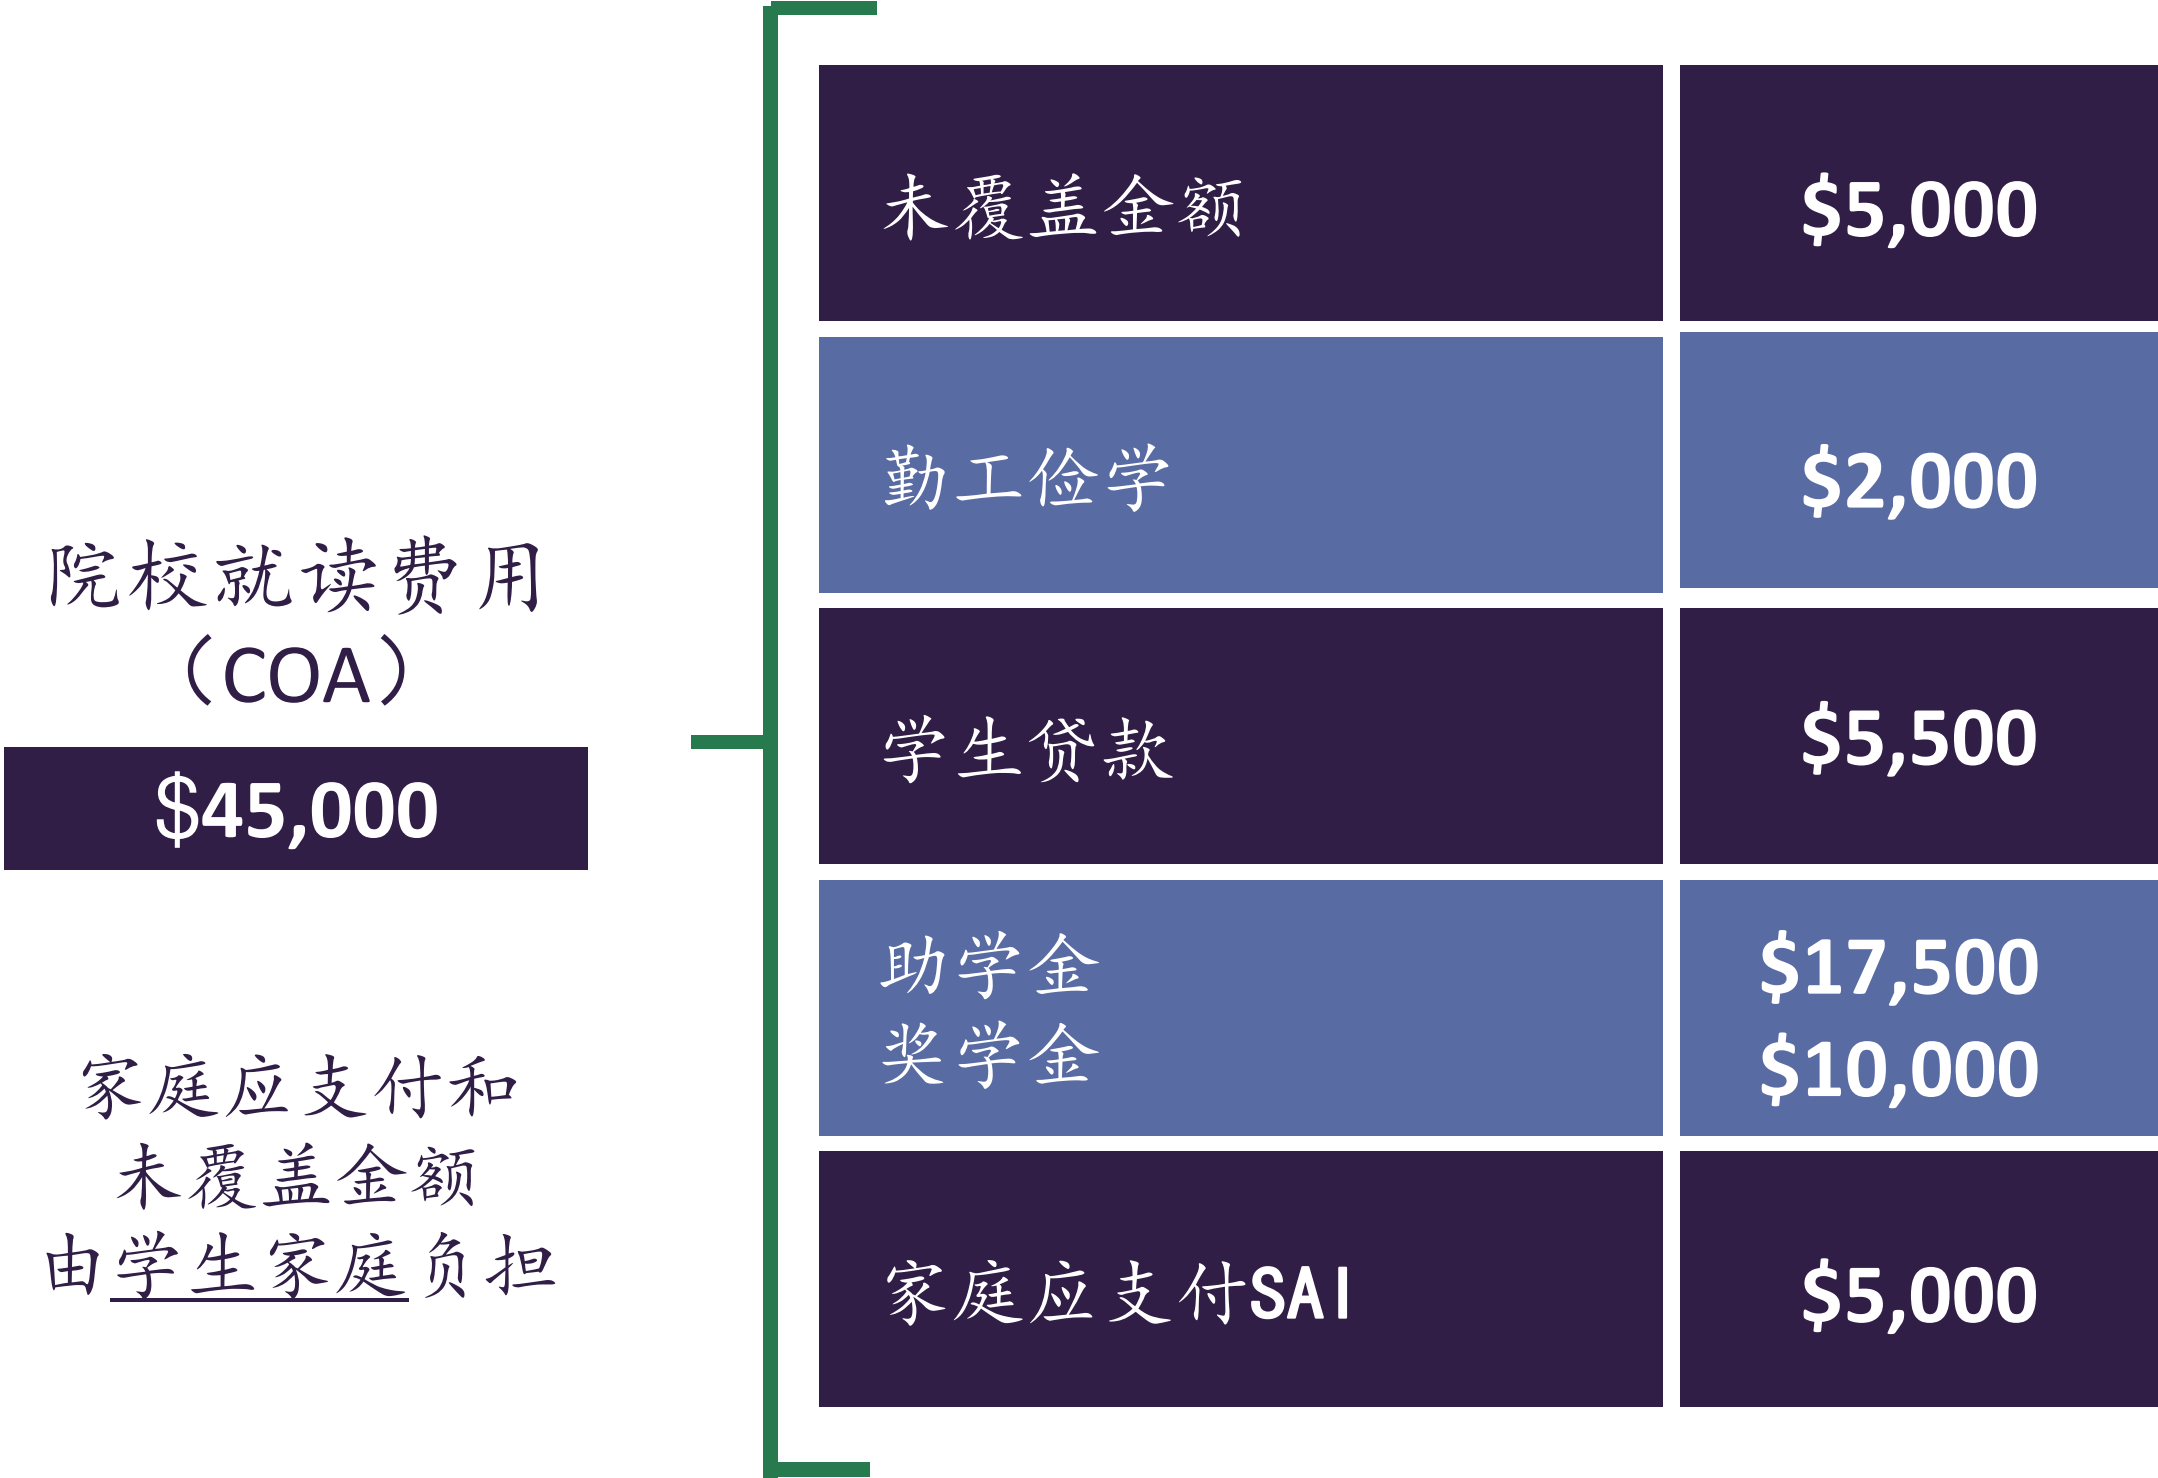 院校就读费用
（COA）
$45,000
家庭应支付和
未覆盖金额
由学生家庭负担
未覆盖金额 $5,000
勤工俭学 $2,000
学生贷款 $5,500
助学金 $17,500
奖学金 $10,000
家庭应支付SAI $5,000